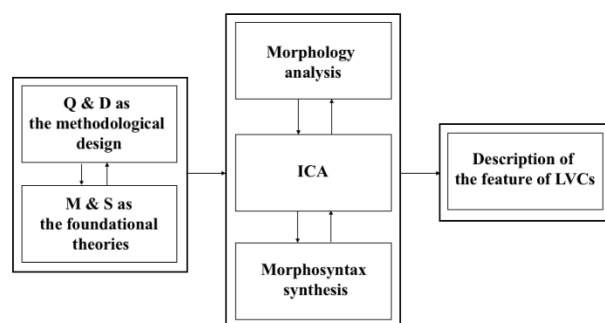 Q & D as
the methodological
design
M & S as
the foundational
theories
Morphology
analysis
ICA
Morphosyntax
synthesis
Description of
the feature of LVCs